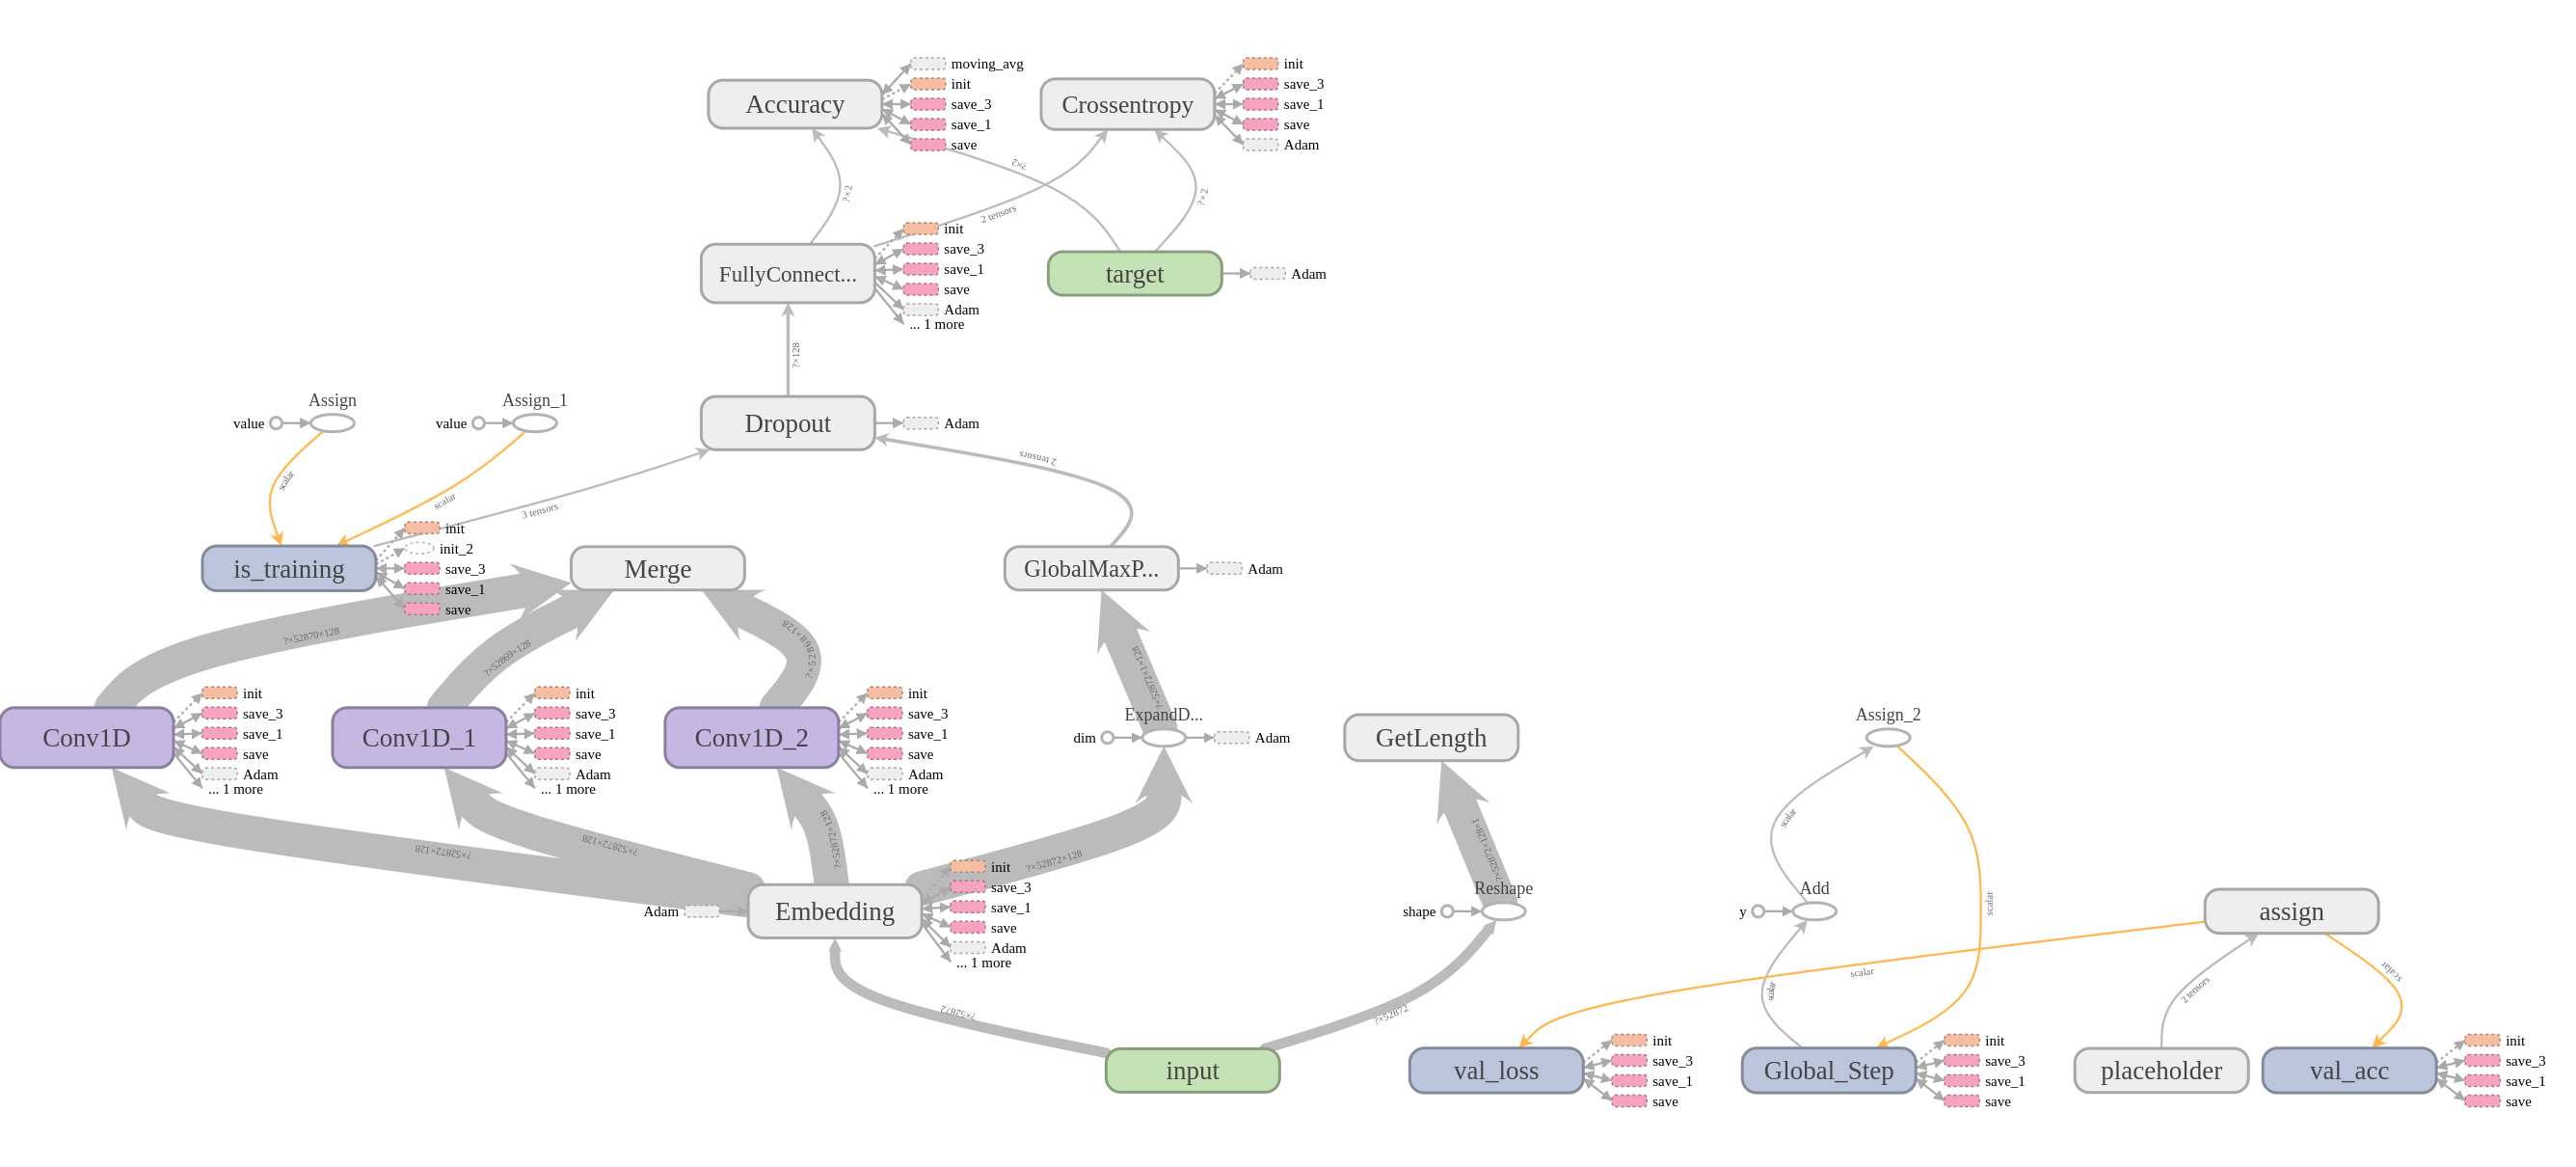 moving_avg
init
Accuracy
save_3
save_1
save
init
save_3
Crossentropy
save_1
save
Adam
?×2
?×2
?×2
2 tensors
init
save_3
FullyConnect...
save_1
save
Adam
... 1 more
target
Adam
?×128
Assign
value
Assign_1
value
Dropout
Adam
scalar
scalar
3 tensors
2 tensors
init
init_2
is_training
save_3
save_1
save
Merge
GlobalMaxP...
Adam
?×52870×128
?×52869×128
?×52868×128
?×52872×1×128
init
save_3
Conv1D
save_1
save
Adam
... 1 more
init
save_3
Conv1D_1
save_1
save
Adam
... 1 more
init
save_3
Conv1D_2
save_1
save
Adam
... 1 more
ExpandD...
dim
Adam
GetLength
Assign_2
?×52872×128
?×52872×128
?×52872×128
?×52872×128
?×52872×128×1
scalar
Adam
Embedding
init
save_3
save_1
save
Adam
... 1 more
Reshape
shape
Add
y
scalar
assign
scalar
scalar
2 tensors
scalar
?×52872
?×52872
input
val_loss
init
save_3
save_1
save
Global_Step
init
save_3
save_1
save
placeholder
val_acc
init
save_3
save_1
save